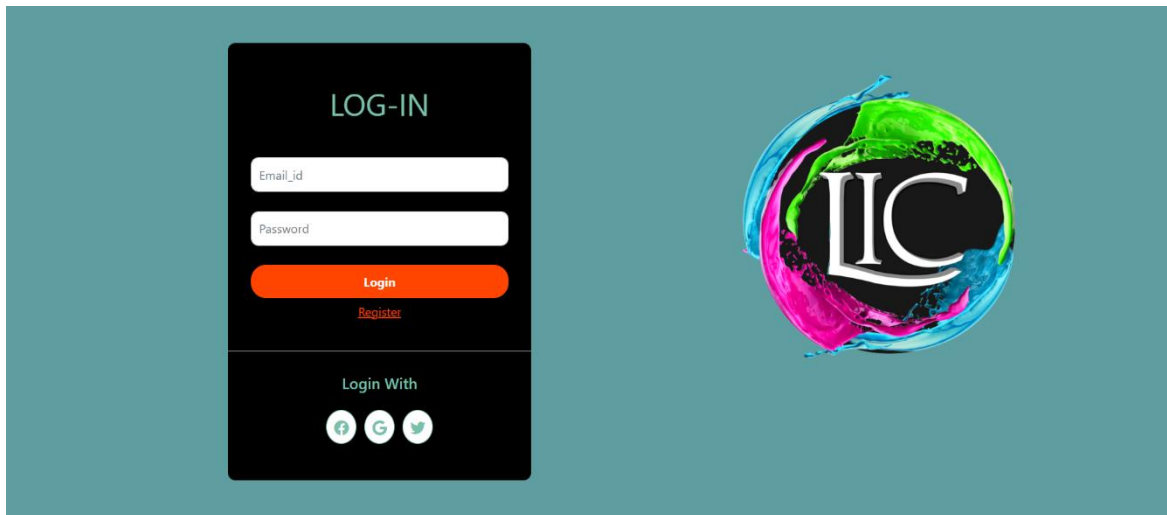 LOG-IN
Email_id
Password
Login
Register
Login With
LIC